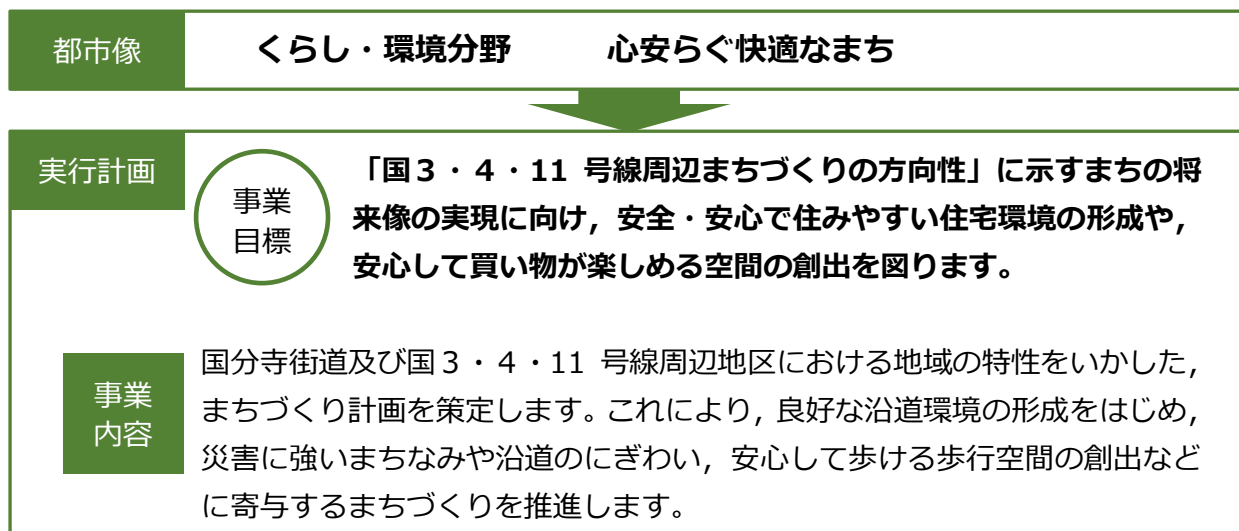 都市像
くらし・環境分野　心安らぐ快適なまち
実行計画
事業
目標
「国３・４・11 号線周辺まちづくりの方向性」に示すまちの将
来像の実現に向け，安全・安心で住みやすい住宅環境の形成や，
安心して買い物が楽しめる空間の創出を図ります。
事業
内容
国分寺街道及び国３・４・11 号線周辺地区における地域の特性をいかした，
まちづくり計画を策定します。これにより，良好な沿道環境の形成をはじめ，
災害に強いまちなみや沿道のにぎわい，安心して歩ける歩行空間の創出など
に寄与するまちづくりを推進します。